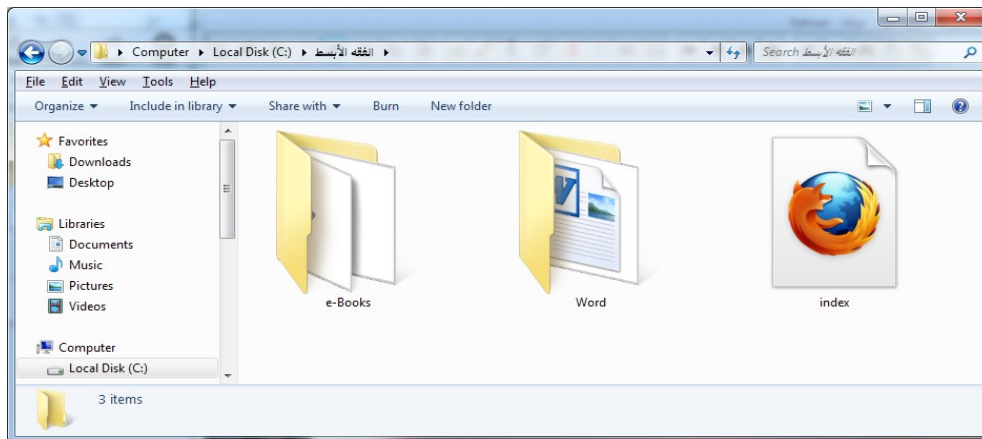 Computer Local Disk (C:) الفقه الأبسط
Search الفقه الأبسط
File Edit View Tools Help
Organize Include in library Share with Burn New folder
Favorites
Downloads
Desktop
Libraries
Documents
Music
Pictures
Videos
Computer
Local Disk (C:)
e-Books
Word
index
3 items